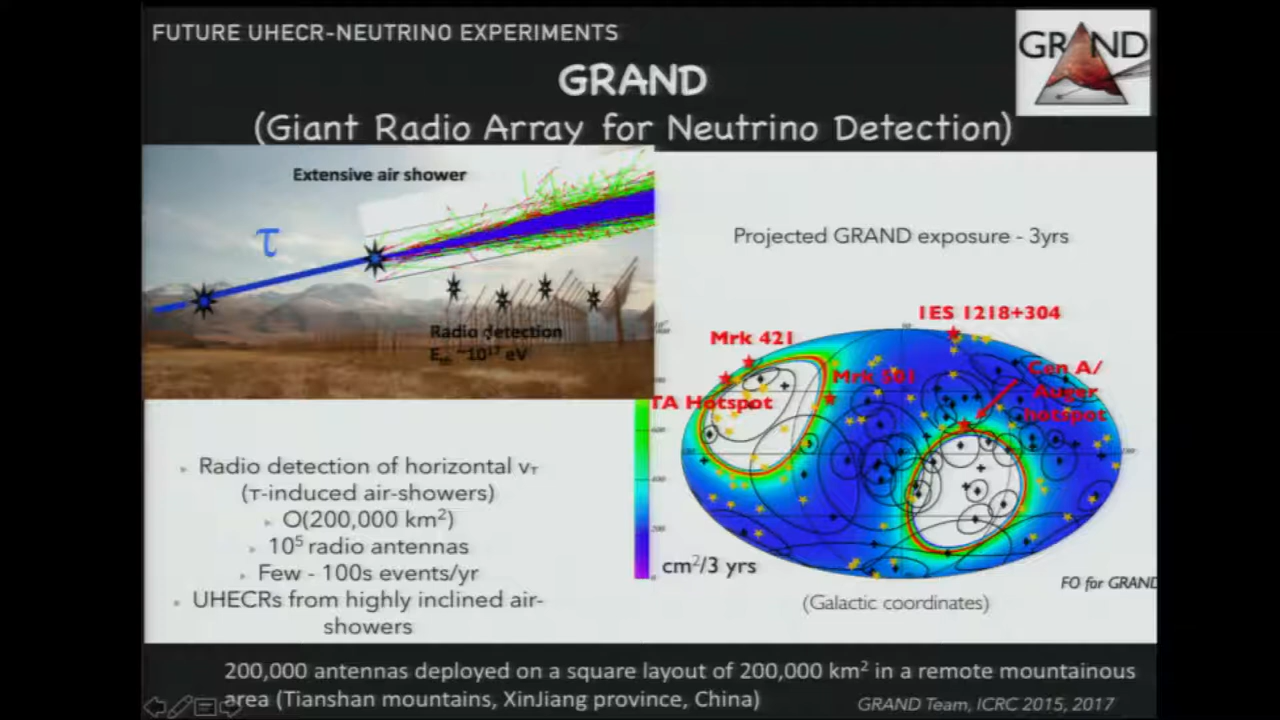 FUTURE UHECR-NEUTRINO EXPERIMENTS
GRAND
GRAND
(Giant Radio Array for Neutrino Detection)
Extensive air shower
τ
Radio detection
~10¹⁷ eV
Projected GRAND exposure - 3yrs
1ES 1218+304
Mrk 421
Mrk 501
Cen A/
Auger
hotspot
TA Hotspot
cm²/3 yrs
FO for GRAND
(Galactic coordinates)
Radio detection of horizontal ντ
(τ-induced air-showers)
O(200,000 km²)
10⁵ radio antennas
Few - 100s events/yr
UHECRs from highly inclined air-
showers
200,000 antennas deployed on a square layout of 200,000 km² in a remote mountainous
area (Tianshan mountains, XinJiang province, China)
GRAND Team, ICRC 2015, 2017